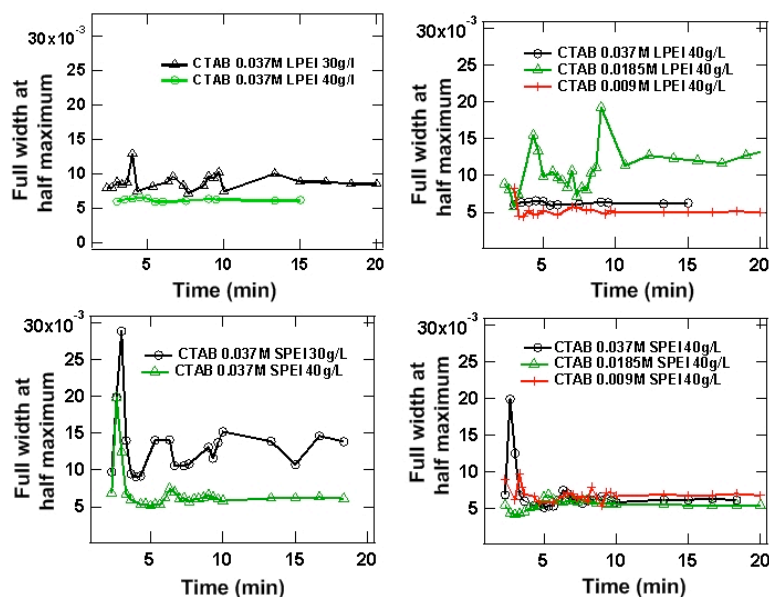 30x10⁻³
25
20
15
10
5
0
5
10
15
20
Full width at
half maximum
Time (min)
CTAB 0.037M LPEI 30g/l
CTAB 0.037M LPEI 40g/l
30x10⁻³
25
20
15
10
5
5
10
15
20
Full width at
half maximum
Time (min)
CTAB 0.037M LPEI 40g/L
CTAB 0.0185M LPEI 40g/L
CTAB 0.009M LPEI 40g/L
30x10⁻³
25
20
15
10
5
5
10
15
20
Full width at
half maximum
Time (min)
CTAB 0.037M SPEI 30g/L
CTAB 0.037M SPEI 40g/L
30x10⁻³
25
20
15
10
5
5
10
15
20
Full width at
half maximum
Time (min)
CTAB 0.037M SPEI 40g/L
CTAB 0.0185M SPEI 40g/L
CTAB 0.009M SPEI 40g/L